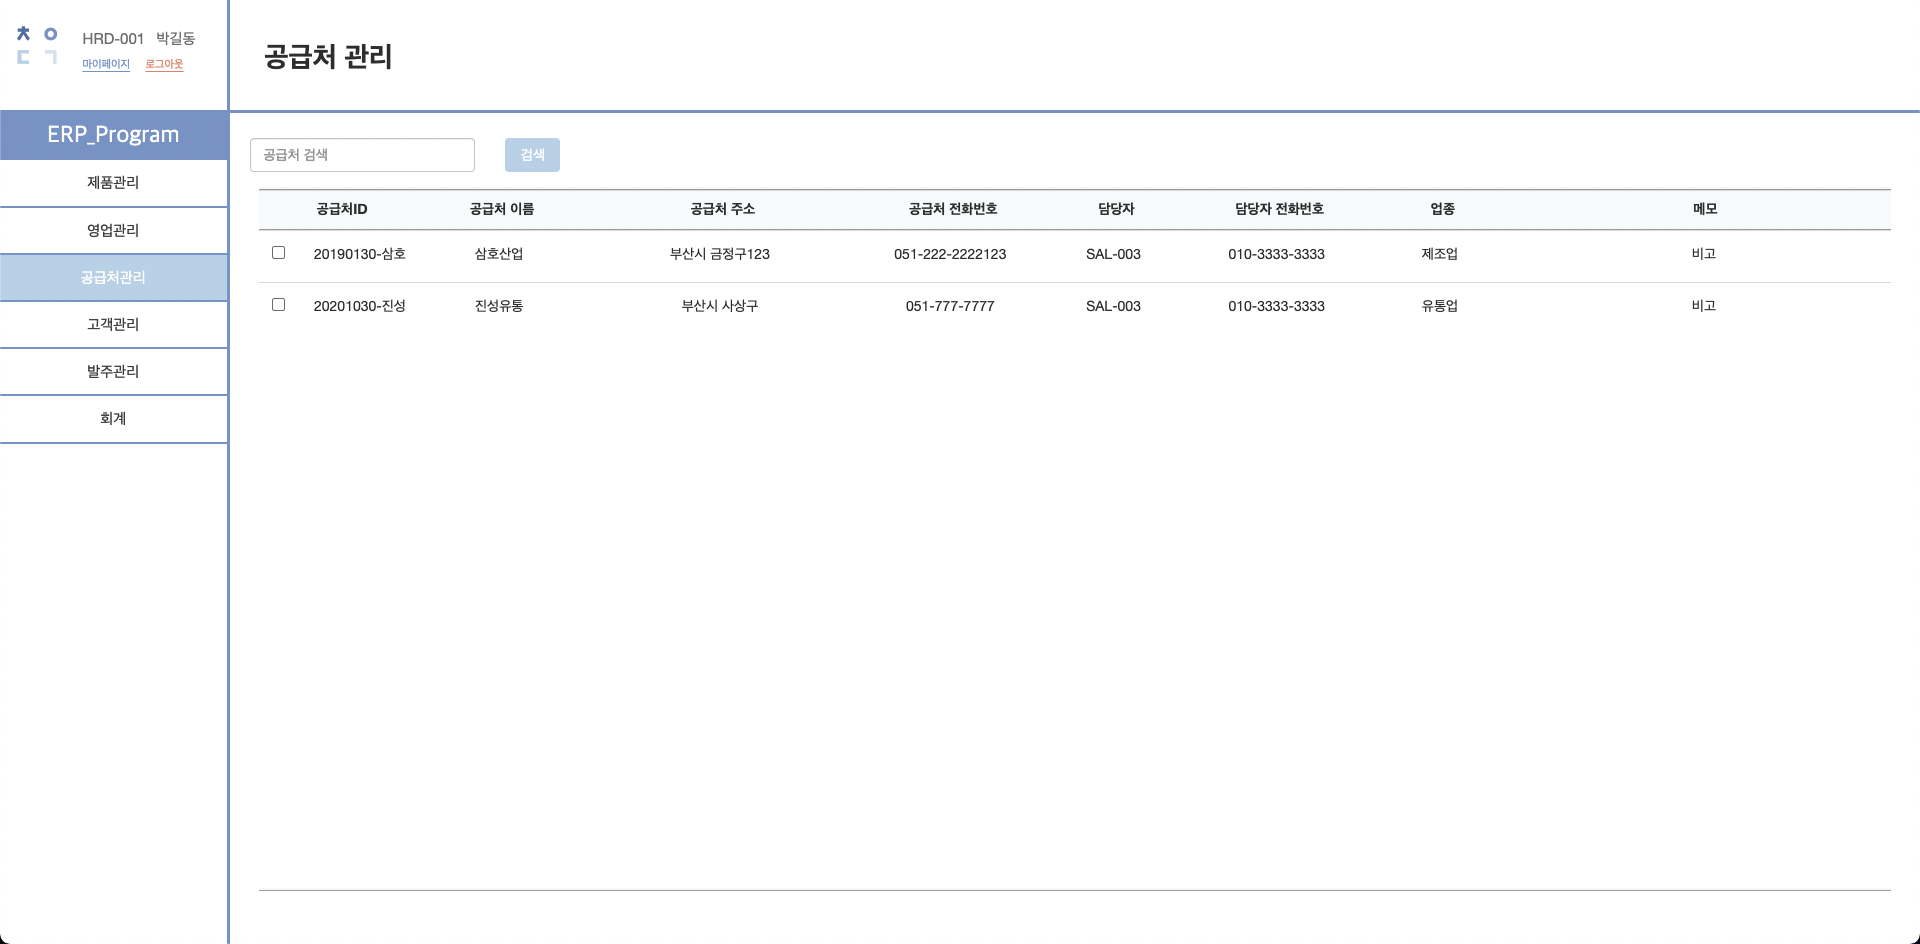 ㅊㅇ
ㄷㄱ
HRD-001 박길동
마이페이지 로그아웃
공급처 관리
ERP_Program
제품관리
영업관리
공급처관리
고객관리
발주관리
회계
공급처 검색 검색
공급처ID 공급처 이름 공급처 주소 공급처 전화번호 담당자 담당자 전화번호 업종 메모
20190130-삼호 삼호산업 부산시 금정구123 051-222-2222123 SAL-003 010-3333-3333 제조업 비고
20201030-진성 진성유통 부산시 사상구 051-777-7777 SAL-003 010-3333-3333 유통업 비고